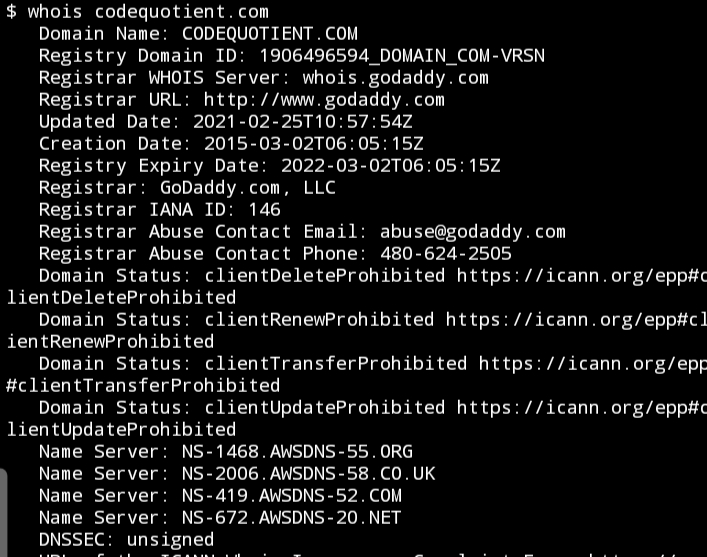 $ whois codequotient.com
Domain Name: CODEQUOTIENT.COM
Registry Domain ID: 1906496594_DOMAIN_COM-VRSN
Registrar WHOIS Server: whois.godaddy.com
Registrar URL: http://www.godaddy.com
Updated Date: 2021-02-25T10:57:54Z
Creation Date: 2015-03-02T06:05:15Z
Registry Expiry Date: 2022-03-02T06:05:15Z
Registrar: GoDaddy.com, LLC
Registrar IANA ID: 146
Registrar Abuse Contact Email: abuse@godaddy.com
Registrar Abuse Contact Phone: 480-624-2505
Domain Status: clientDeleteProhibited https://icann.org/epp#c
lientDeleteProhibited
Domain Status: clientRenewProhibited https://icann.org/epp#cl
ientRenewProhibited
Domain Status: clientTransferProhibited https://icann.org/epp
#clientTransferProhibited
Domain Status: clientUpdateProhibited https://icann.org/epp#c
lientUpdateProhibited
Name Server: NS-1468.AWSDNS-55.ORG
Name Server: NS-2006.AWSDNS-58.CO.UK
Name Server: NS-419.AWSDNS-52.COM
Name Server: NS-672.AWSDNS-20.NET
DNSSEC: unsigned